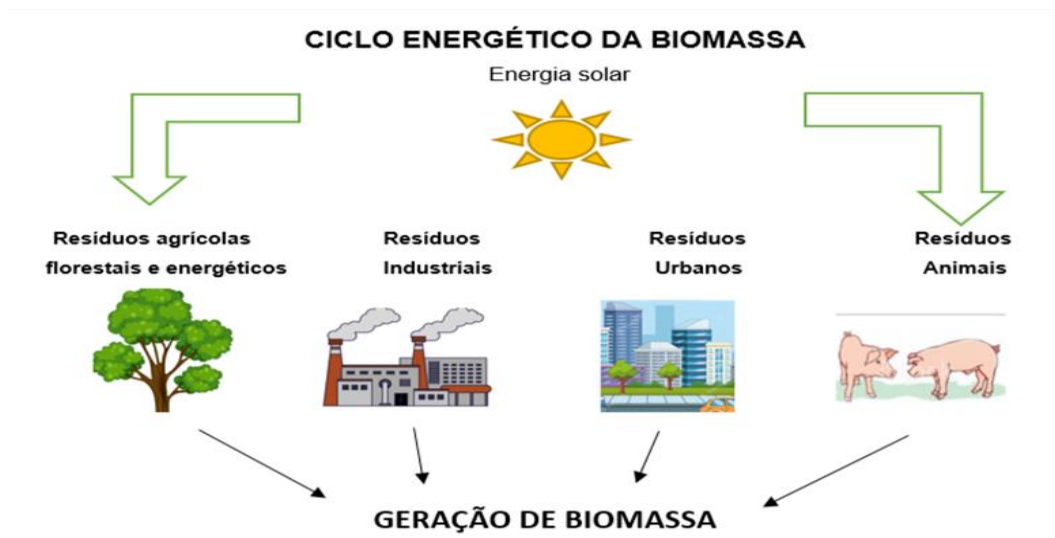 CICLO ENERGÉTICO DA BIOMASSA
Energia solar
Resíduos agrícolas
florestais e energéticos
Resíduos
Industriais
Resíduos
Urbanos
Resíduos
Animais
GERAÇÃO DE BIOMASSA